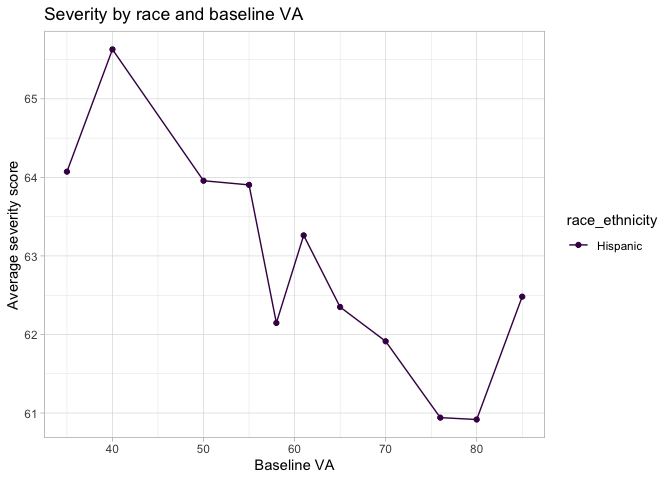 Severity by race and baseline VA
65
64
63
62
61
Average severity score
40 50 60 70 80
Baseline VA
race_ethnicity
Hispanic